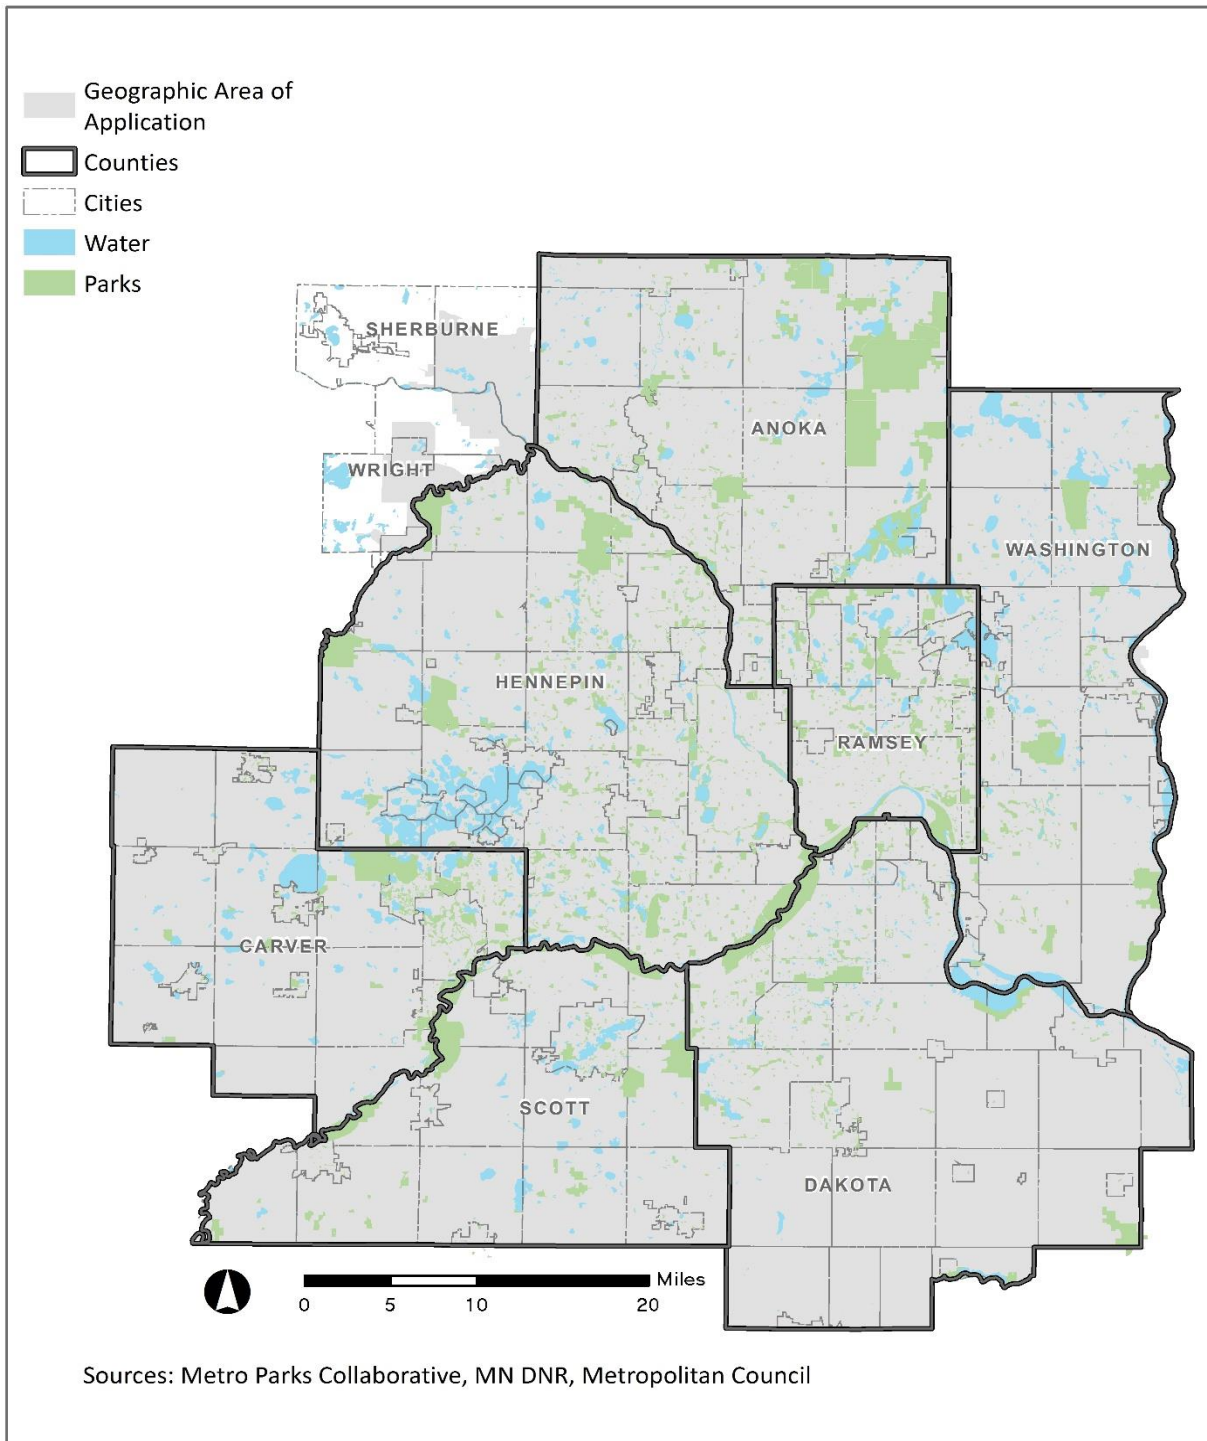 Geographic Area of
Application
Counties
Cities
Water
Parks
SHERBURNE
ANOKA
WRIGHT
WASHINGTON
HENNEPIN
RAMSEY
CARVER
SCOTT
DAKOTA
Miles
0 5 10 20
Sources: Metro Parks Collaborative, MN DNR, Metropolitan Council